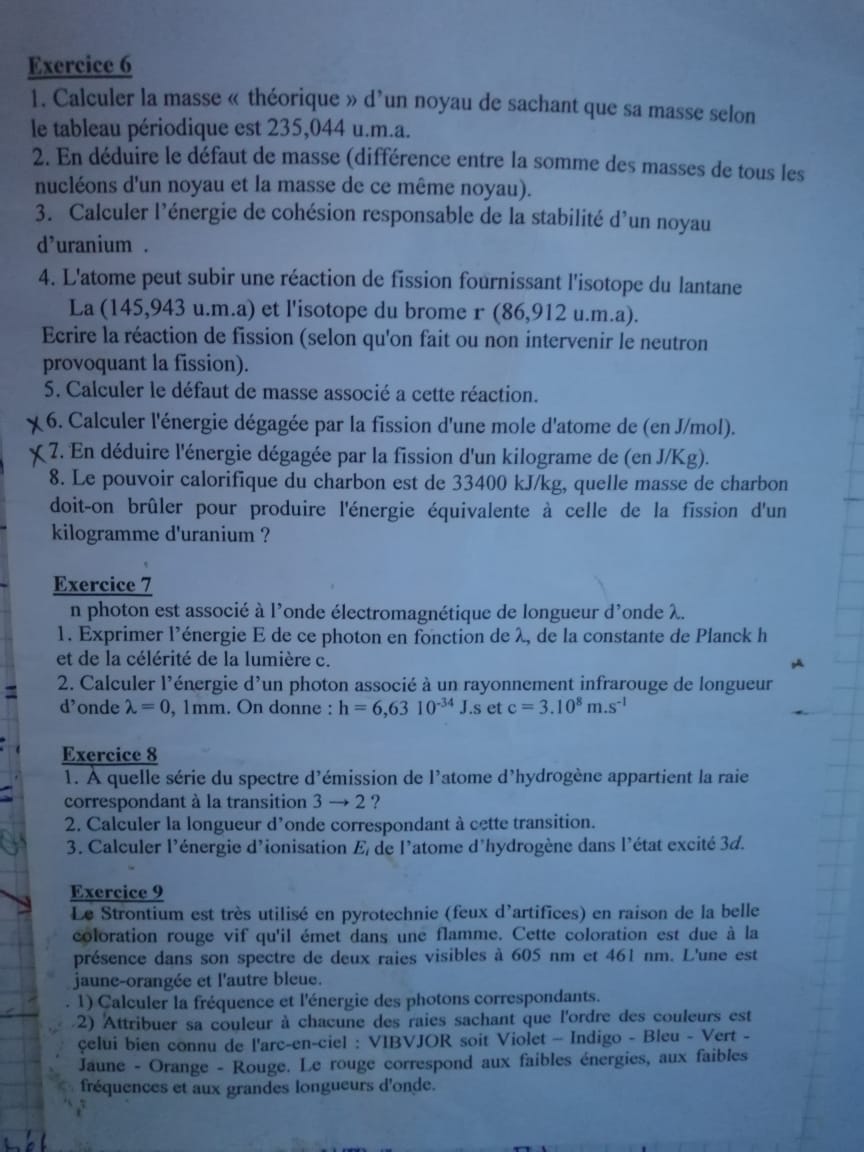 Exercice 6
1. Calculer la masse « théorique » d'un noyau de sachant que sa masse selon
le tableau périodique est 235,044 u.m.a.
2. En déduire le défaut de masse (différence entre la somme des masses de tous les
nucléons d'un noyau et la masse de ce même noyau).
3. Calculer l'énergie de cohésion responsable de la stabilité d'un noyau
d'uranium .
4. L'atome peut subir une réaction de fission fournissant l'isotope du lantane
La (145,943 u.m.a) et l'isotope du brome r (86,912 u.m.a).
Ecrire la réaction de fission (selon qu'on fait ou non intervenir le neutron
provoquant la fission).
5. Calculer le défaut de masse associé a cette réaction.
x 6. Calculer l'énergie dégagée par la fission d'une mole d'atome de (en J/mol).
x 7. En déduire l'énergie dégagée par la fission d'un kilograme de (en J/Kg).
8. Le pouvoir calorifique du charbon est de 33400 kJ/kg, quelle masse de charbon
doit-on brûler pour produire l'énergie équivalente à celle de la fission d'un
kilogramme d'uranium ?
Exercice 7
n photon est associé à l'onde électromagnétique de longueur d'onde λ.
1. Exprimer l'énergie E de ce photon en fonction de λ, de la constante de Planck h
et de la célérité de la lumière c.
2. Calculer l'énergie d'un photon associé à un rayonnement infrarouge de longueur
d'onde λ = 0, 1mm. On donne : h = 6,63 10⁻³⁴ J.s et c = 3.10⁸ m.s⁻¹
Exercice 8
1. À quelle série du spectre d'émission de l'atome d'hydrogène appartient la raie
correspondant à la transition 3 → 2 ?
2. Calculer la longueur d'onde correspondant à cette transition.
3. Calculer l'énergie d'ionisation Eᵢ de l'atome d'hydrogène dans l'état excité 3d.
Exercice 9
Le Strontium est très utilisé en pyrotechnie (feux d'artifices) en raison de la belle
coloration rouge vif qu'il émet dans une flamme. Cette coloration est due à la
présence dans son spectre de deux raies visibles à 605 nm et 461 nm. L'une est
jaune-orangée et l'autre bleue.
. 1) Calculer la fréquence et l'énergie des photons correspondants.
.2) Attribuer sa couleur à chacune des raies sachant que l'ordre des couleurs est
celui bien connu de l'arc-en-ciel : VIBVJOR soit Violet – Indigo - Bleu - Vert -
Jaune - Orange - Rouge. Le rouge correspond aux faibles énergies, aux faibles
fréquences et aux grandes longueurs d'onde.